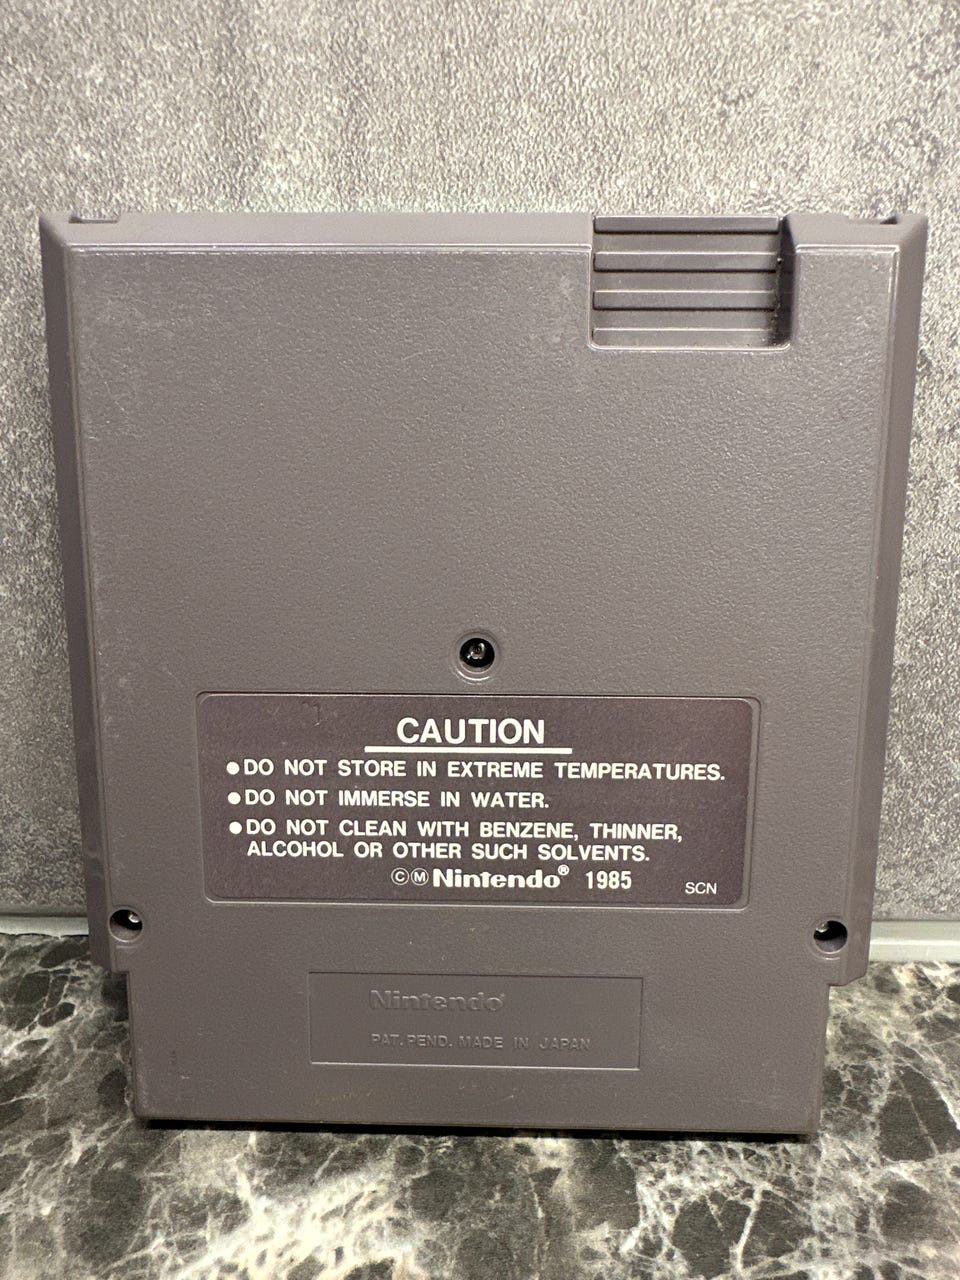 CAUTION
●DO NOT STORE IN EXTREME TEMPERATURES.
●DO NOT IMMERSE IN WATER.
●DO NOT CLEAN WITH BENZENE, THINNER,
ALCOHOL OR OTHER SUCH SOLVENTS.
ⒸⓂNintendo® 1985
SCN
Nintendo®
PAT. PEND. MADE IN JAPAN